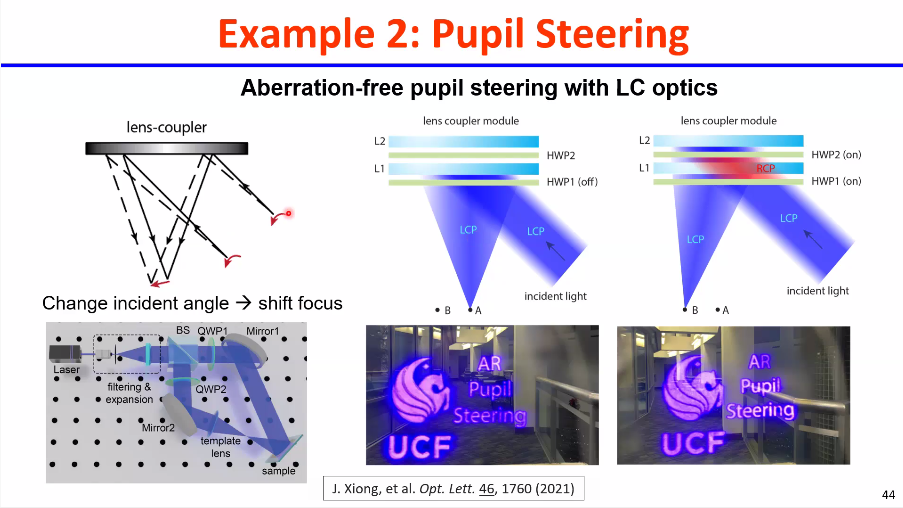 Example 2: Pupil Steering
Aberration-free pupil steering with LC optics
lens-coupler
Change incident angle → shift focus
lens coupler module
L2
HWP2
L1
HWP1 (off)
LCP
LCP
incident light
• B
• A
lens coupler module
L2
HWP2 (on)
L1
RCP
HWP1 (on)
LCP
LCP
incident light
• B
• A
Laser
filtering &
expansion
BS
QWP1
Mirror1
QWP2
Mirror2
template
lens
sample
AR
Pupil
Steering
UCF
AR
Pupil
Steering
UCF
J. Xiong, et al. Opt. Lett. 46, 1760 (2021)
44